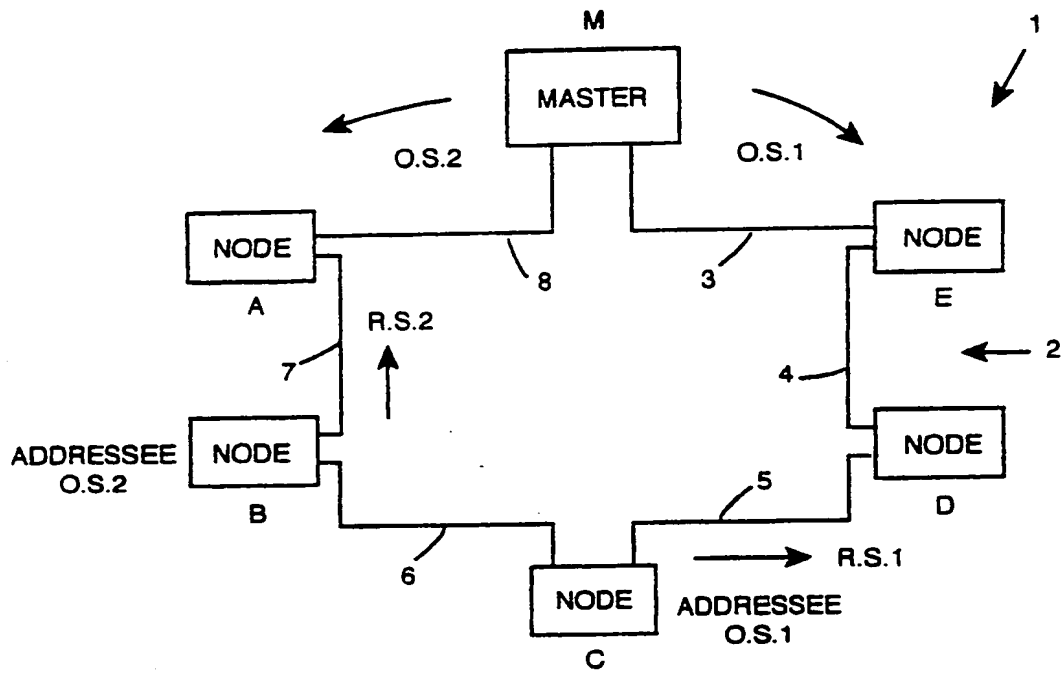 M
1
MASTER
O.S.2
O.S.1
NODE
NODE
8
3
A
E
R.S.2
7
4
2
ADDRESSEE
O.S.2
NODE
NODE
B
D
5
6
R.S.1
NODE
ADDRESSEE
O.S.1
C